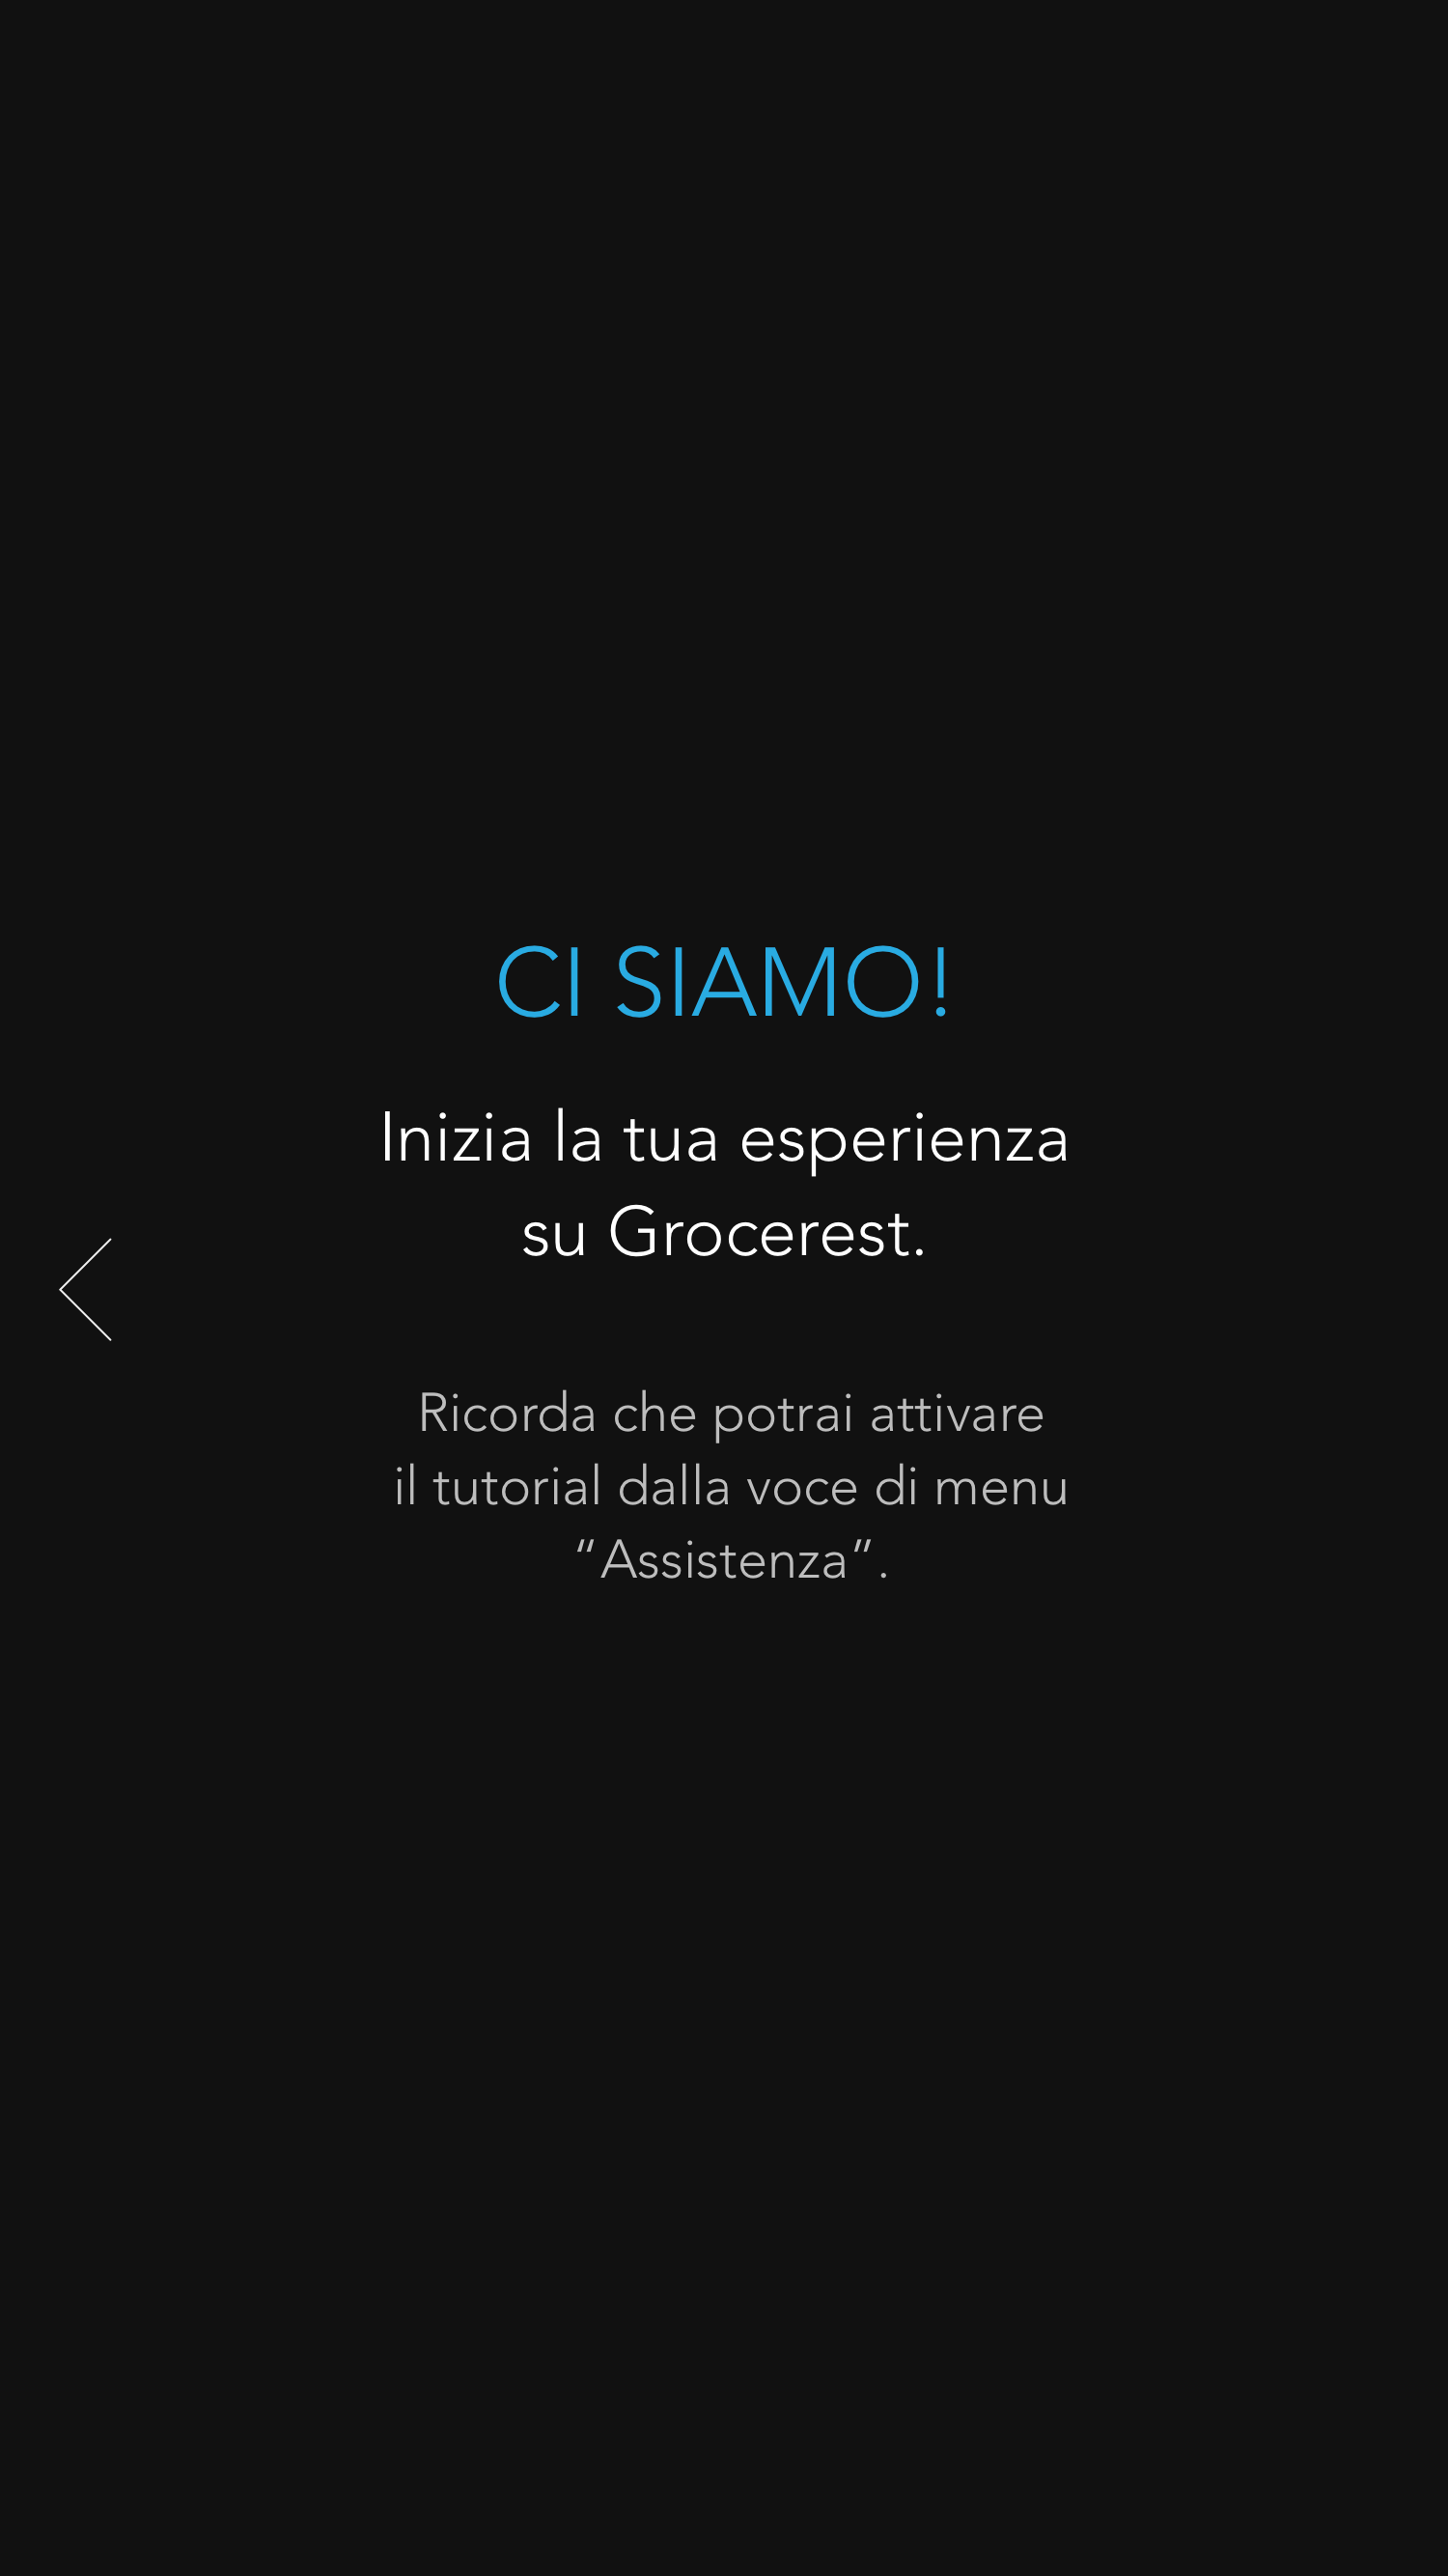 CI SIAMO!
Inizia la tua esperienza
su Grocerest.
Ricorda che potrai attivare
il tutorial dalla voce di menu
“Assistenza”.